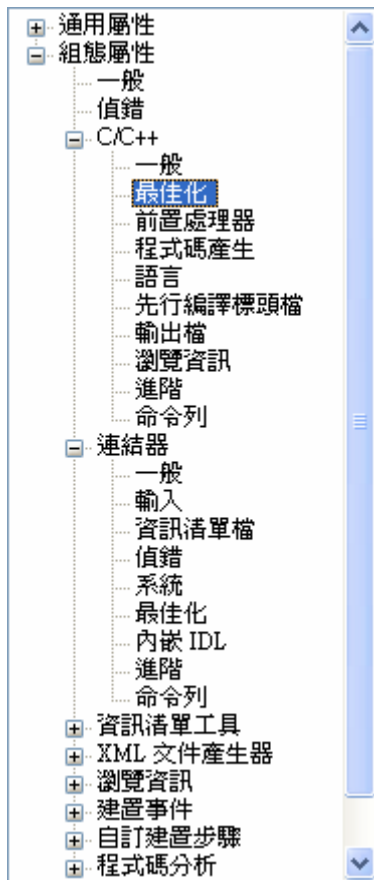 通用屬性
組態屬性
一般
偵錯
C/C++
一般
最佳化
前置處理器
程式碼產生
語言
先行編譯標頭檔
輸出檔
瀏覽資訊
進階
命令列
連結器
一般
輸入
資訊清單檔
偵錯
系統
最佳化
內嵌 IDL
進階
命令列
資訊清單工具
XML 文件產生器
瀏覽資訊
建置事件
自訂建置步驟
程式碼分析